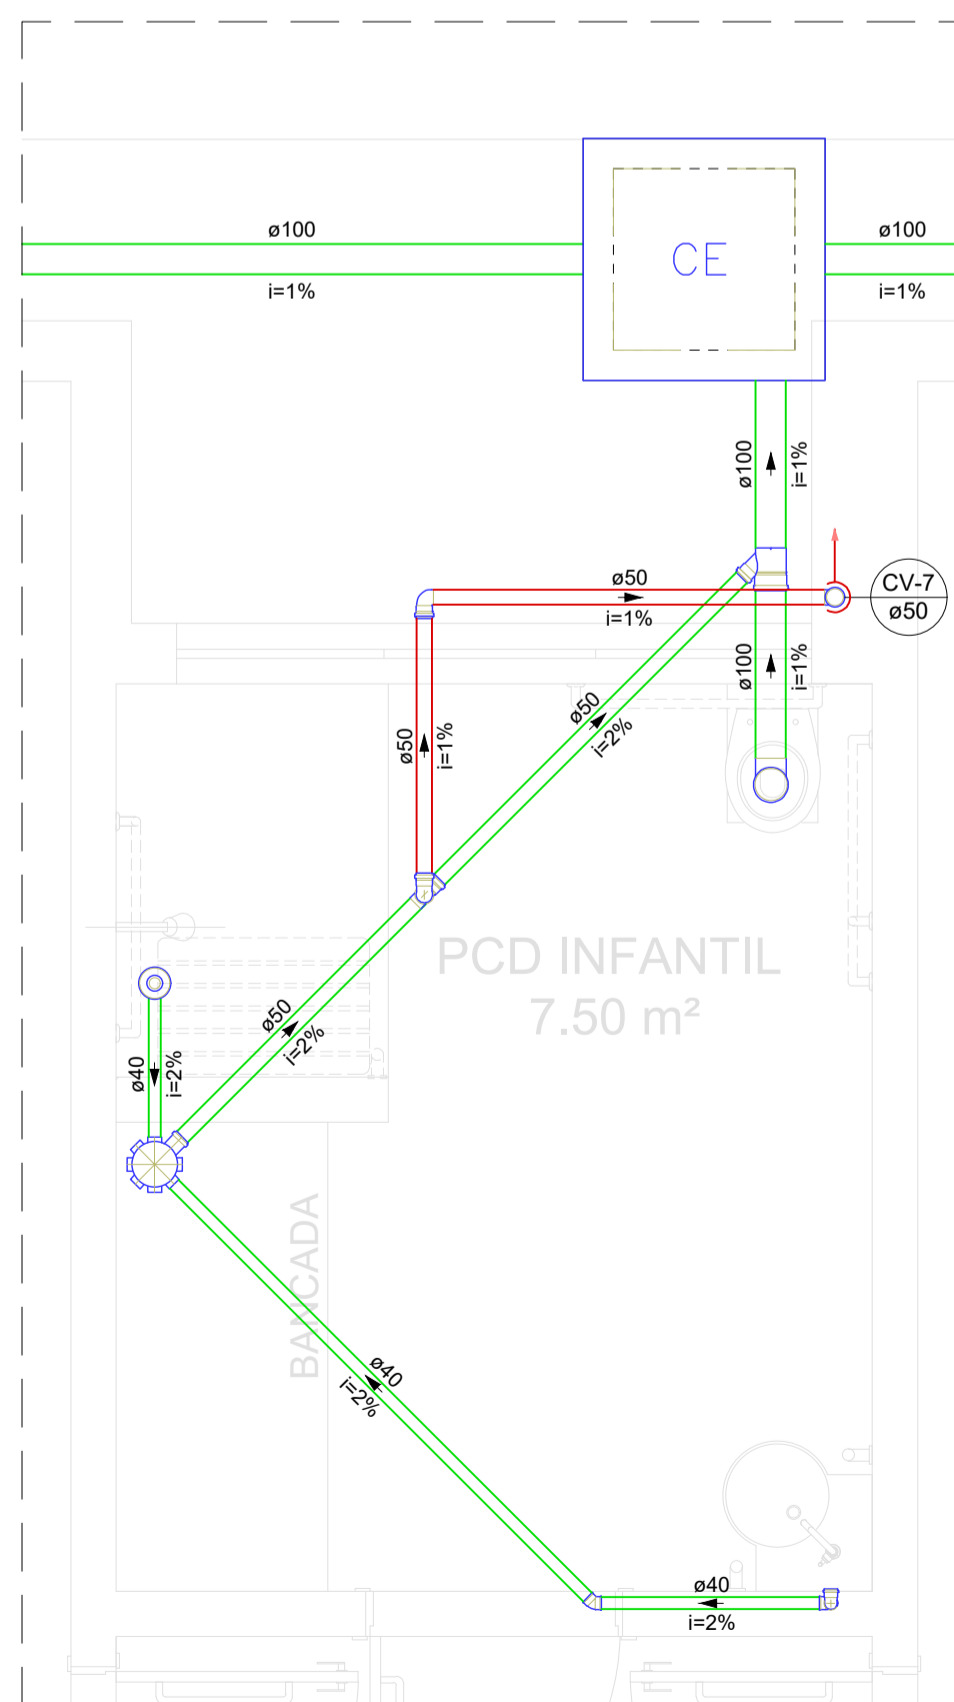 ø100
ø100
CE
i=1%
i=1%
ø100
i=1%
ø50
CV-7
i=1%
ø50
ø100
i=1%
ø50
i=2%
ø50
i=1%
PCD INFANTIL
7.50 m²
ø50
i=2%
ø40
i=2%
BANCADA
ø40
i=2%
ø40
i=2%